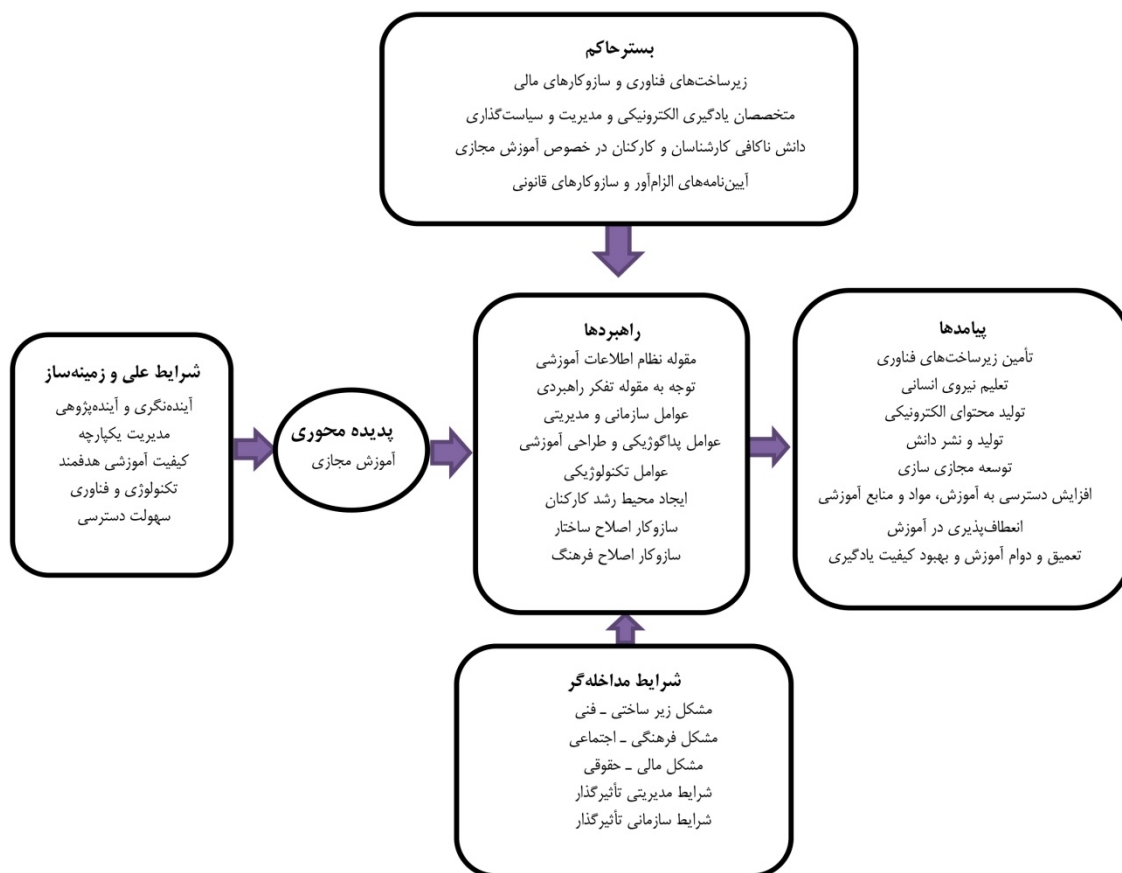 بسترحاکم
زیرساخت‌های فناوری و سازوکارهای مالی
متخصصان یادگیری الکترونیکی و مدیریت و سیاست‌گذاری
دانش ناکافی کارشناسان و کارکنان در خصوص آموزش مجازی
آیین‌نامه‌های الزام‌آور و سازوکارهای قانونی
شرایط علی و زمینه‌ساز
آینده‌نگری و آینده‌پژوهی
مدیریت یکپارچه
کیفیت آموزشی هدفمند
تکنولوژی و فناوری
سهولت دسترسی
پدیده محوری
آموزش مجازی
راهبردها
مقوله نظام اطلاعات آموزشی
توجه به مقوله تفکر راهبردی
عوامل سازمانی و مدیریتی
عوامل پداگوژیکی و طراحی آموزشی
عوامل تکنولوژیکی
ایجاد محیط رشد کارکنان
سازوکار اصلاح ساختار
سازوکار اصلاح فرهنگ
پیامدها
تأمین زیرساخت‌های فناوری
تعلیم نیروی انسانی
تولید محتوای الکترونیکی
تولید و نشر دانش
توسعه مجازی سازی
افزایش دسترسی به آموزش، مواد و منابع آموزشی
انعطاف‌پذیری در آموزش
تعمیق و دوام آموزش و بهبود کیفیت یادگیری
شرایط مداخله‌گر
مشکل زیر ساختی ـ فنی
مشکل فرهنگی ـ اجتماعی
مشکل مالی ـ حقوقی
شرایط مدیریتی تأثیرگذار
شرایط سازمانی تأثیرگذار